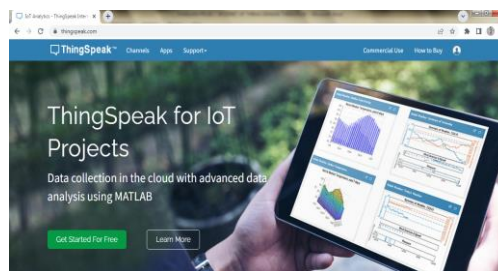 IoT Analytics - ThingSpeak Inter
thingspeak.com
ThingSpeak™ Channels Apps Support Commercial Use How to Buy
ThingSpeak for IoT
Projects
Data collection in the cloud with advanced data
analysis using MATLAB
Get Started For Free Learn More